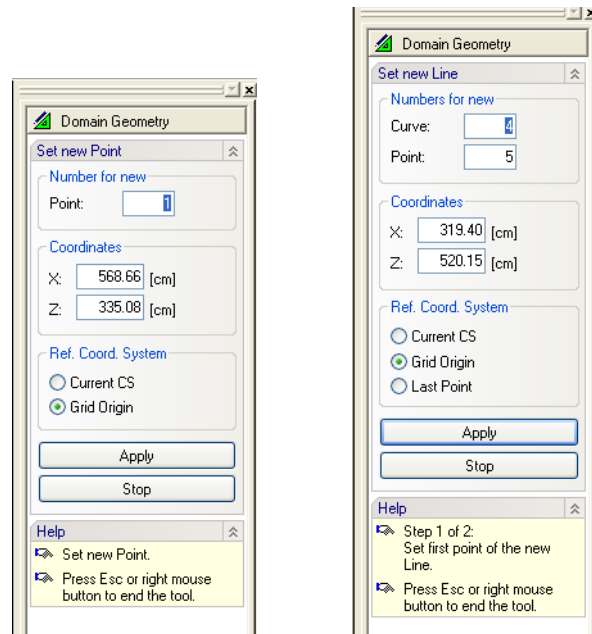 Domain Geometry
Set new Point
Number for new
Point: 1
Coordinates
X: 568.66 [cm]
Z: 335.08 [cm]
Ref. Coord. System
Current CS
Grid Origin
Apply
Stop
Help
Set new Point.
Press Esc or right mouse
button to end the tool.
Domain Geometry
Set new Line
Numbers for new
Curve: 4
Point: 5
Coordinates
X: 319.40 [cm]
Z: 520.15 [cm]
Ref. Coord. System
Current CS
Grid Origin
Last Point
Apply
Stop
Help
Step 1 of 2:
Set first point of the new
Line.
Press Esc or right mouse
button to end the tool.